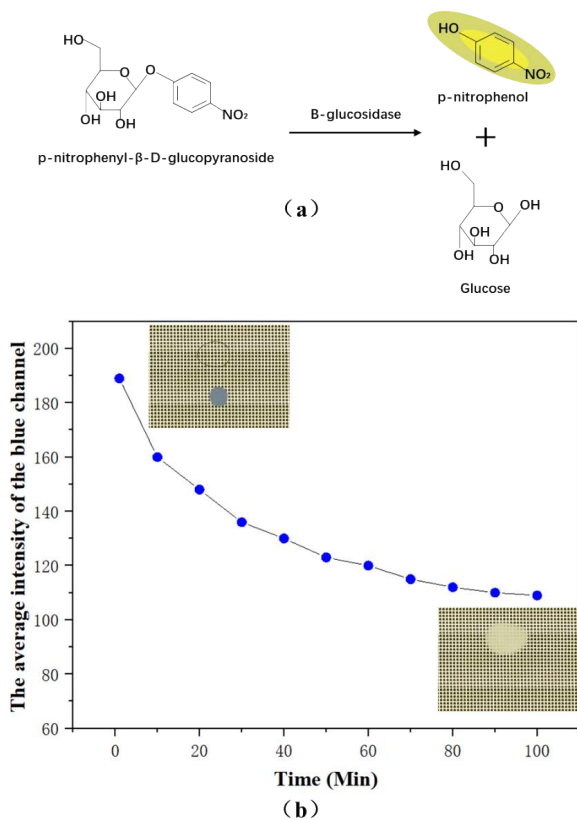 HO
O
O
OH
OH
OH
NO₂
p-nitrophenyl-β-D-glucopyranoside
B-glucosidase
HO
NO₂
p-nitrophenol
+
HO
O
OH
OH
OH
OH
Glucose
(a)
The average intensity of the blue channel
210
200
180
160
140
120
100
80
60
0
20
40
60
80
100
Time (Min)
(b)